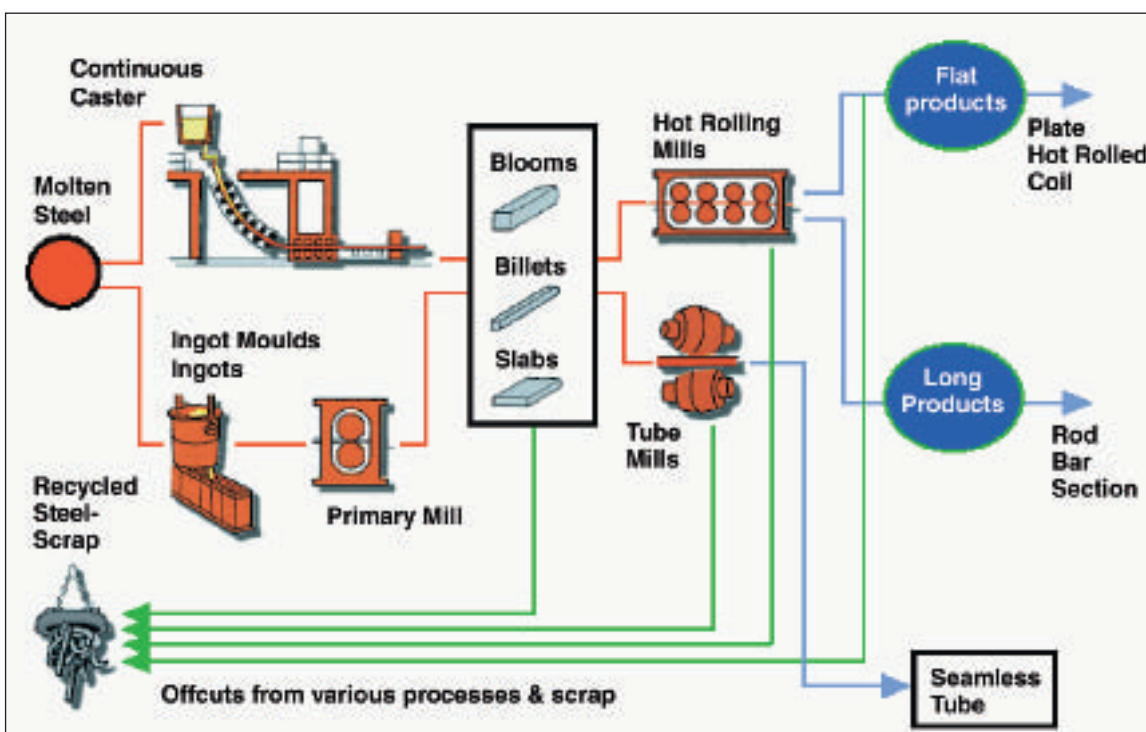 Continuous
Caster
Molten
Steel
Ingot Moulds
Ingots
Primary Mill
Recycled
Steel-
Scrap
Blooms
Billets
Slabs
Hot Rolling
Mills
Tube
Mills
Flat
products
Plate
Hot Rolled
Coil
Long
Products
Rod
Bar
Section
Offcuts from various processes & scrap
Seamless
Tube